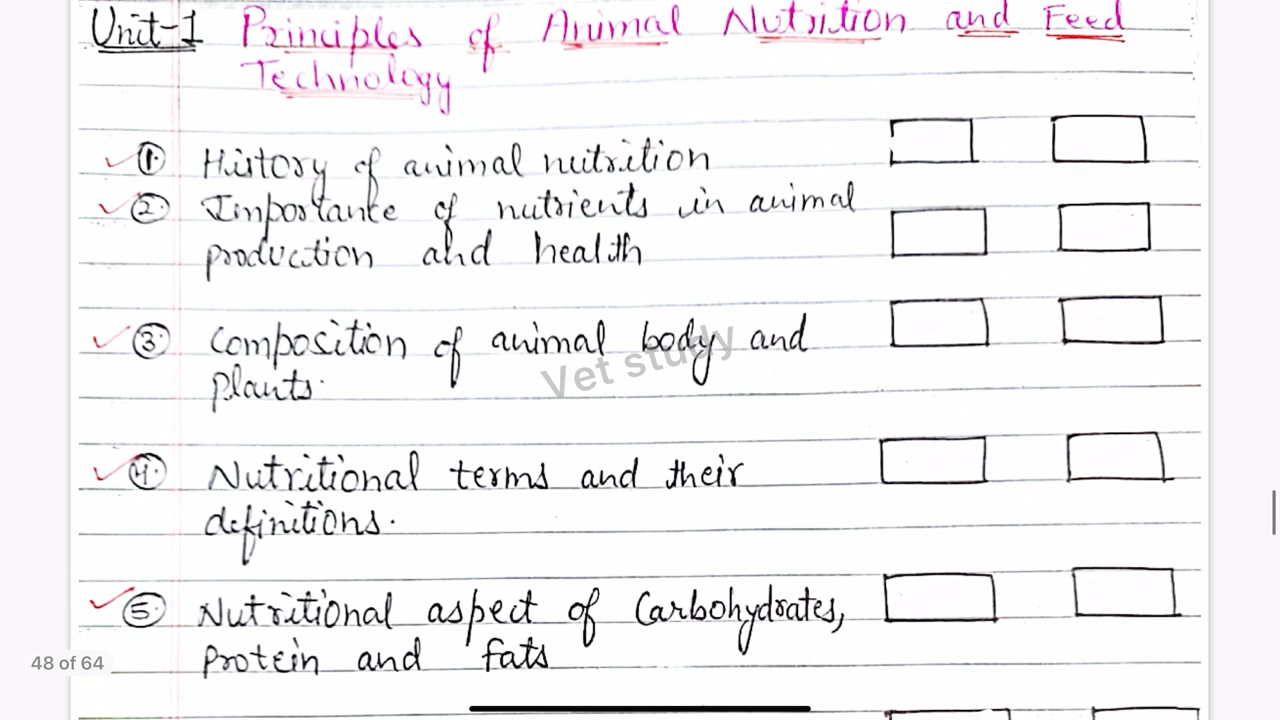 Unit-1 Principles of Animal Nutrition and Feed
Technology
1. History of animal nutrition
2. Importance of nutrients in animal
production and health
3. Composition of animal body and
plants.
Vet study
4. Nutritional terms and their
definitions.
5. Nutritional aspect of Carbohydrates,
protein and fats
48 of 64